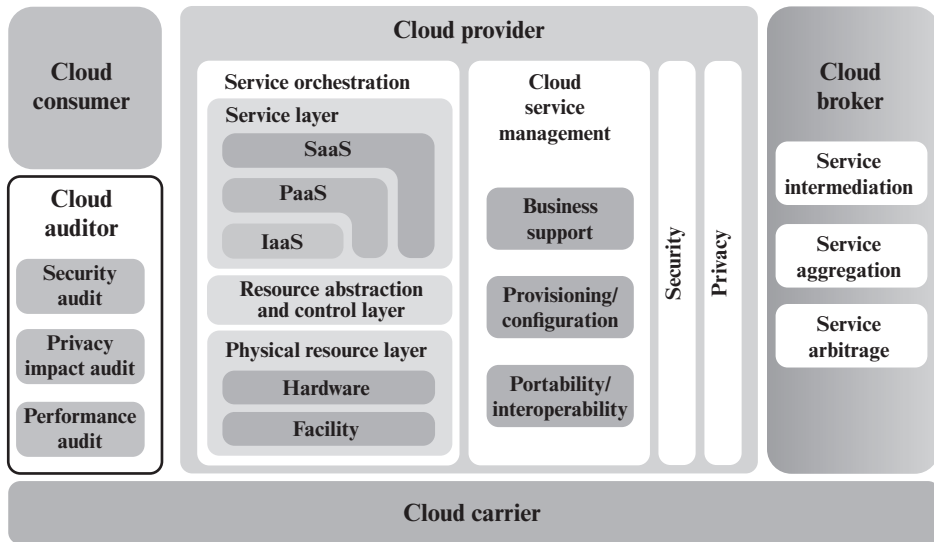 Cloud
consumer
Cloud
auditor
Security
audit
Privacy
impact audit
Performance
audit
Cloud provider
Service orchestration
Service layer
SaaS
PaaS
IaaS
Resource abstraction
and control layer
Physical resource layer
Hardware
Facility
Cloud
service
management
Business
support
Provisioning/
configuration
Portability/
interoperability
Security
Privacy
Cloud
broker
Service
intermediation
Service
aggregation
Service
arbitrage
Cloud carrier